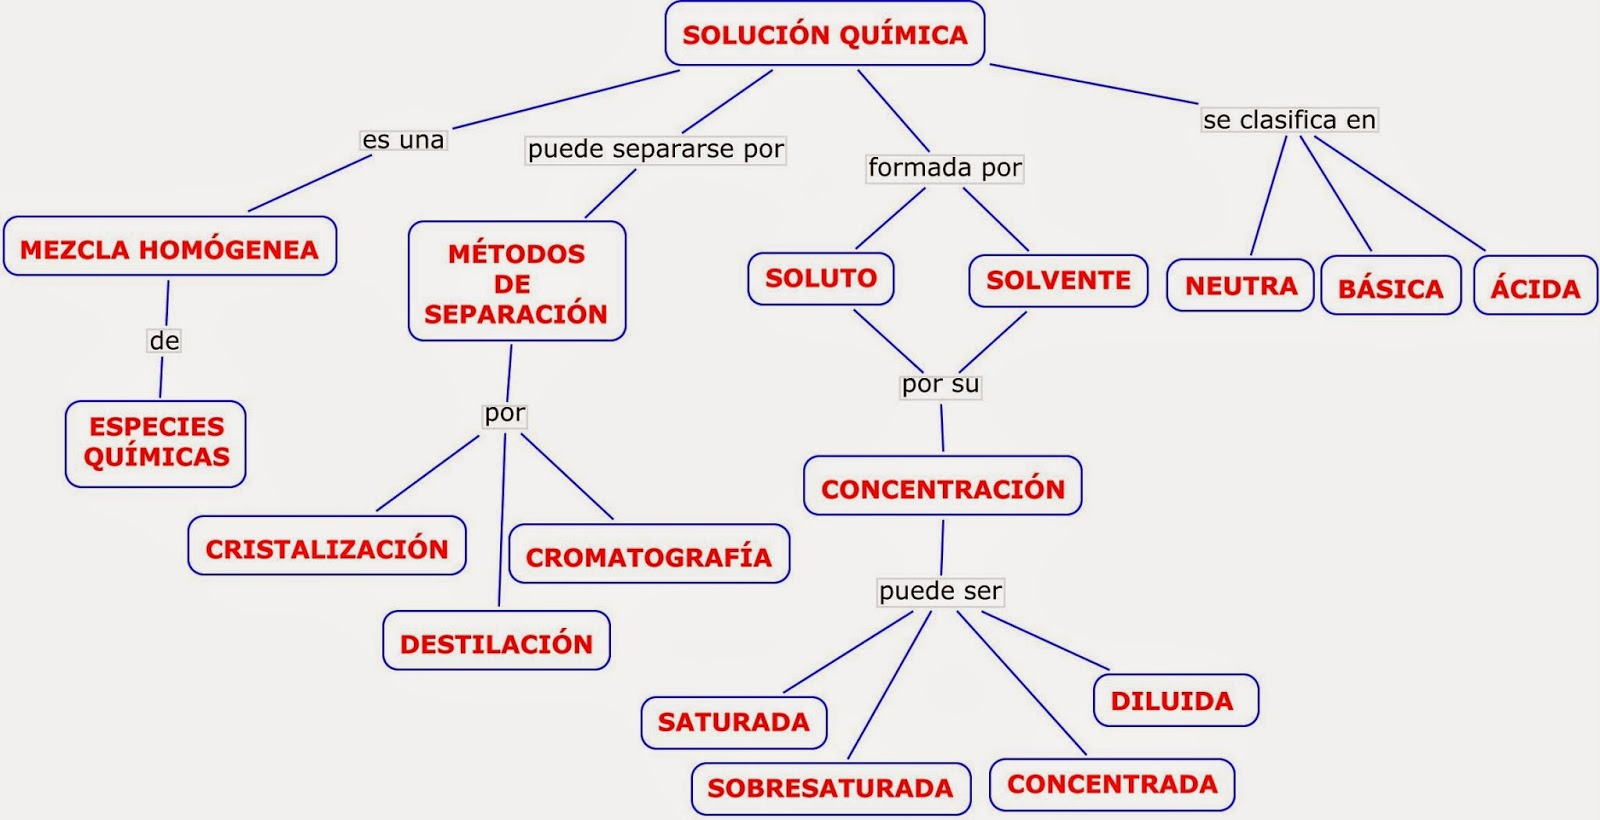 SOLUCIÓN QUÍMICA
es una
puede separarse por
formada por
se clasifica en
MEZCLA HOMÓGENEA
MÉTODOS
DE
SEPARACIÓN
SOLUTO
SOLVENTE
NEUTRA
BÁSICA
ÁCIDA
de
por
por su
ESPECIES
QUÍMICAS
CONCENTRACIÓN
CRISTALIZACIÓN
CROMATOGRAFÍA
DESTILACIÓN
puede ser
SATURADA
SOBRESATURADA
CONCENTRADA
DILUIDA